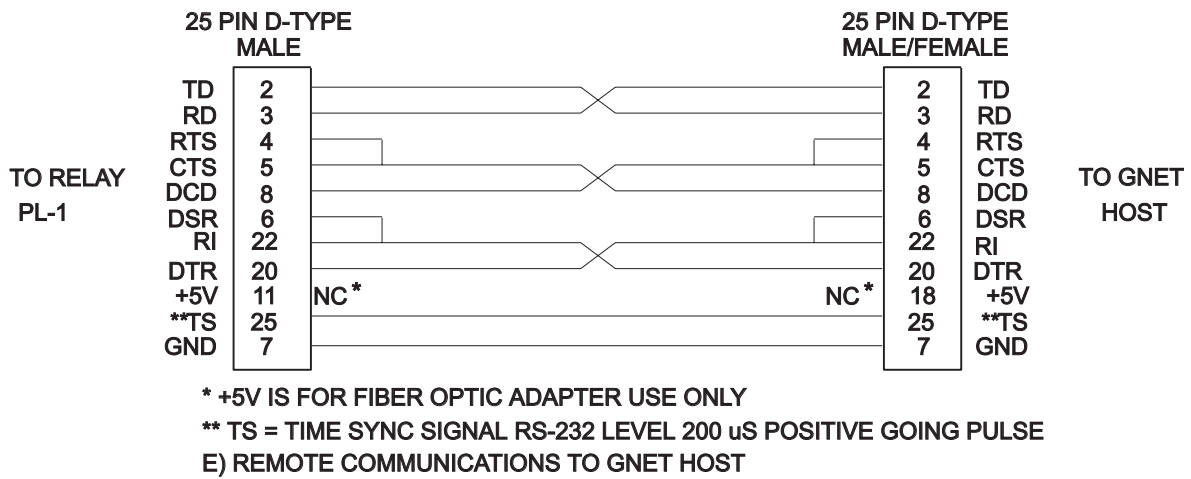 25 PIN D-TYPE
MALE
25 PIN D-TYPE
MALE/FEMALE
TO RELAY
PL-1
TD 2
RD 3
RTS 4
CTS 5
DCD 8
DSR 6
RI 22
DTR 20
+5V 11 NC*
**TS 25
GND 7
2 TD
3 RD
4 RTS
5 CTS
8 DCD
6 DSR
22 RI
20 DTR
NC* 18 +5V
25 **TS
7 GND
TO GNET
HOST
* +5V IS FOR FIBER OPTIC ADAPTER USE ONLY
** TS = TIME SYNC SIGNAL RS-232 LEVEL 200 uS POSITIVE GOING PULSE
E) REMOTE COMMUNICATIONS TO GNET HOST